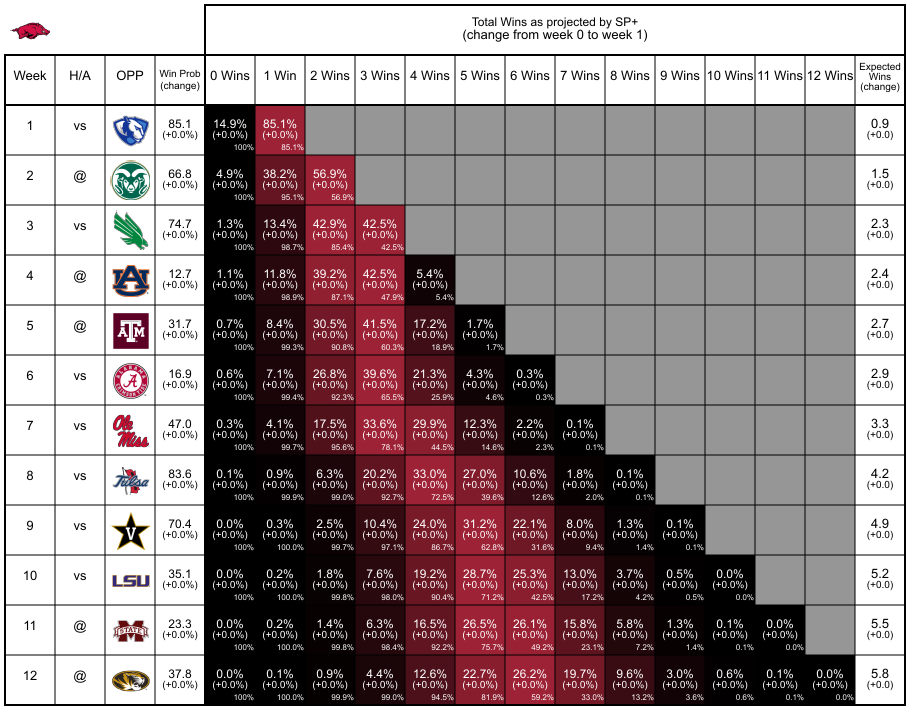 Total Wins as projected by SP+
(change from week 0 to week 1)
Week H/A OPP Win Prob (change) 0 Wins 1 Win 2 Wins 3 Wins 4 Wins 5 Wins 6 Wins 7 Wins 8 Wins 9 Wins 10 Wins 11 Wins 12 Wins Expected Wins (change)
1 vs 85.1 14.9% 85.1% 0.9
(+0.0%) (+0.0%) (+0.0%) (+0.0)
100% 85.1%
2 @ 66.8 4.9% 38.2% 56.9% 1.5
(+0.0%) (+0.0%) (+0.0%) (+0.0%) (+0.0)
100% 95.1% 56.9%
3 vs 74.7 1.3% 13.4% 42.9% 42.5% 2.3
(+0.0%) (+0.0%) (+0.0%) (+0.0%) (+0.0%) (+0.0)
100% 98.7% 85.4% 42.5%
4 @ AU 12.7 1.1% 11.8% 39.2% 42.5% 5.4% 2.4
(+0.0%) (+0.0%) (+0.0%) (+0.0%) (+0.0%) (+0.0%) (+0.0)
100% 98.9% 87.1% 47.9% 5.4%
5 @ ATM 31.7 0.7% 8.4% 30.5% 41.5% 17.2% 1.7% 2.7
(+0.0%) (+0.0%) (+0.0%) (+0.0%) (+0.0%) (+0.0%) (+0.0%) (+0.0)
100% 99.3% 90.8% 60.3% 18.9% 1.7%
6 vs A 16.9 0.6% 7.1% 26.8% 39.6% 21.3% 4.3% 0.3% 2.9
(+0.0%) (+0.0%) (+0.0%) (+0.0%) (+0.0%) (+0.0%) (+0.0%) (+0.0%) (+0.0)
100% 99.4% 92.3% 65.5% 25.9% 4.6% 0.3%
7 vs Ole Miss 47.0 0.3% 4.1% 17.5% 33.6% 29.9% 12.3% 2.2% 0.1% 3.3
(+0.0%) (+0.0%) (+0.0%) (+0.0%) (+0.0%) (+0.0%) (+0.0%) (+0.0%) (+0.0%) (+0.0)
100% 99.7% 95.6% 78.1% 44.5% 14.6% 2.3% 0.1%
8 vs Tulsa 83.6 0.1% 0.9% 6.3% 20.2% 33.0% 27.0% 10.6% 1.8% 0.1% 4.2
(+0.0%) (+0.0%) (+0.0%) (+0.0%) (+0.0%) (+0.0%) (+0.0%) (+0.0%) (+0.0%) (+0.0%) (+0.0)
100% 99.9% 99.0% 92.7% 72.5% 39.6% 12.6% 2.0% 0.1%
9 vs V 70.4 0.0% 0.3% 2.5% 10.4% 24.0% 31.2% 22.1% 8.0% 1.3% 0.1% 4.9
(+0.0%) (+0.0%) (+0.0%) (+0.0%) (+0.0%) (+0.0%) (+0.0%) (+0.0%) (+0.0%) (+0.0%) (+0.0%) (+0.0)
100% 100.0% 99.7% 97.1% 86.7% 62.8% 31.6% 9.4% 1.4% 0.1%
10 vs LSU 35.1 0.0% 0.2% 1.8% 7.6% 19.2% 28.7% 25.3% 13.0% 3.7% 0.5% 0.0% 5.2
(+0.0%) (+0.0%) (+0.0%) (+0.0%) (+0.0%) (+0.0%) (+0.0%) (+0.0%) (+0.0%) (+0.0%) (+0.0%) (+0.0%) (+0.0)
100% 100.0% 99.8% 98.0% 90.4% 71.2% 42.5% 17.2% 4.2% 0.5% 0.0%
11 @ M STATE 23.3 0.0% 0.2% 1.4% 6.3% 16.5% 26.5% 26.1% 15.8% 5.8% 1.3% 0.1% 0.0% 5.5
(+0.0%) (+0.0%) (+0.0%) (+0.0%) (+0.0%) (+0.0%) (+0.0%) (+0.0%) (+0.0%) (+0.0%) (+0.0%) (+0.0%) (+0.0%) (+0.0)
100% 100.0% 99.8% 98.4% 92.2% 75.7% 49.2% 23.1% 7.2% 1.4% 0.1% 0.0%
12 @ 37.8 0.0% 0.1% 0.9% 4.4% 12.6% 22.7% 26.2% 19.7% 9.6% 3.0% 0.6% 0.1% 0.0% 5.8
(+0.0%) (+0.0%) (+0.0%) (+0.0%) (+0.0%) (+0.0%) (+0.0%) (+0.0%) (+0.0%) (+0.0%) (+0.0%) (+0.0%) (+0.0%) (+0.0%) (+0.0)
100% 100.0% 99.9% 99.0% 94.5% 81.9% 59.2% 33.0% 13.2% 3.6% 0.6% 0.1% 0.0%